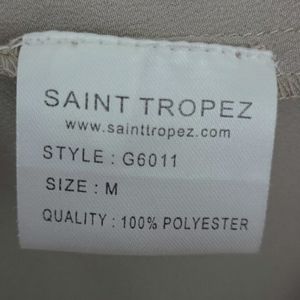 SAINT TROPEZ
www.sainttropez.com
STYLE : G6011
SIZE : M
QUALITY : 100% POLYESTER